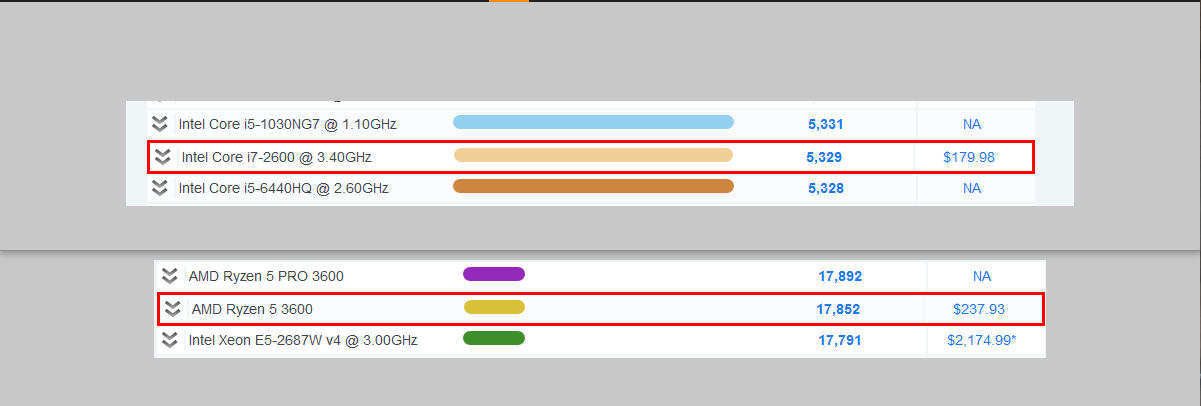 Intel Core i5-1030NG7 @ 1.10GHz 5,331 NA
Intel Core i7-2600 @ 3.40GHz 5,329 $179.98
Intel Core i5-6440HQ @ 2.60GHz 5,328 NA
AMD Ryzen 5 PRO 3600 17,892 NA
AMD Ryzen 5 3600 17,852 $237.93
Intel Xeon E5-2687W v4 @ 3.00GHz 17,791 $2,174.99*